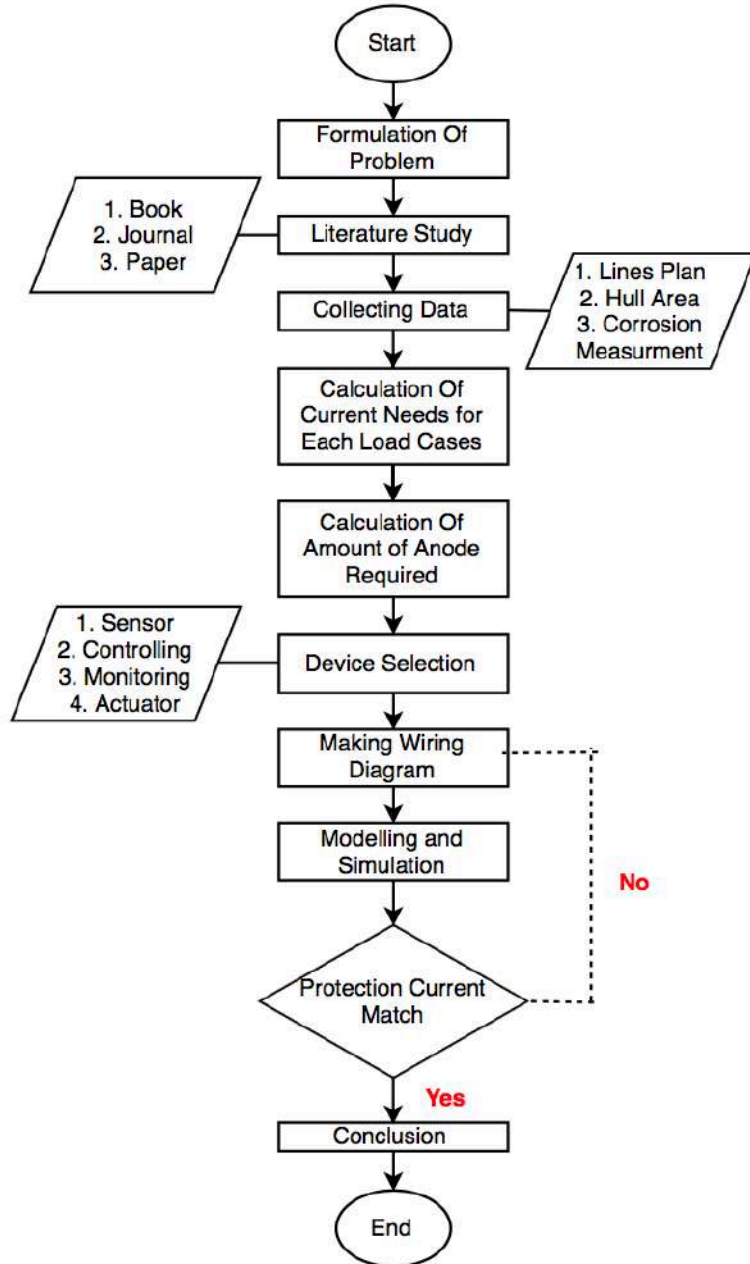 Start
Formulation Of
Problem
1. Book
2. Journal
3. Paper
Literature Study
1. Lines Plan
2. Hull Area
3. Corrosion
Measurment
Collecting Data
Calculation Of
Current Needs for
Each Load Cases
Calculation Of
Amount of Anode
Required
1. Sensor
2. Controlling
3. Monitoring
4. Actuator
Device Selection
Making Wiring
Diagram
Modelling and
Simulation
No
Protection Current
Match
Yes
Conclusion
End